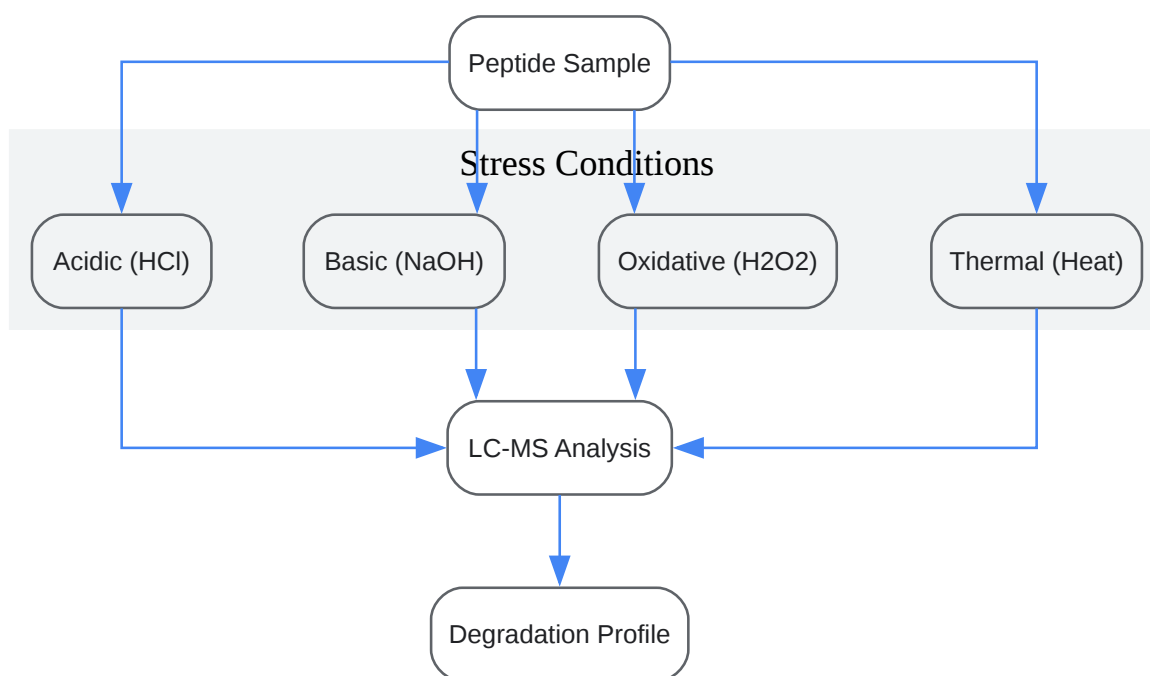 Peptide Sample
Stress Conditions
Acidic (HCl)
Basic (NaOH)
Oxidative (H2O2)
Thermal (Heat)
LC-MS Analysis
Degradation Profile